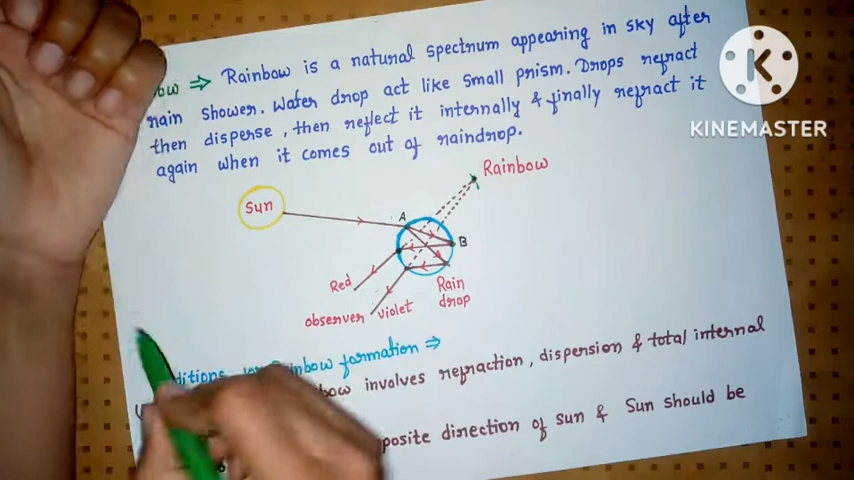 ow ⇒ Rainbow is a natural spectrum appearing in sky after
rain shower. Water drop act like small prism. Drops refract
then disperse, then reflect it internally & finally refract it
again when it comes out of raindrop.
Rainbow
Sun
A
B
Red
Rain
drop
observer violet
ditions for Rainbow formation ⇒
bow involves refraction, dispersion & total internal
pposite direction of sun & Sun should be
K
KINEMASTER